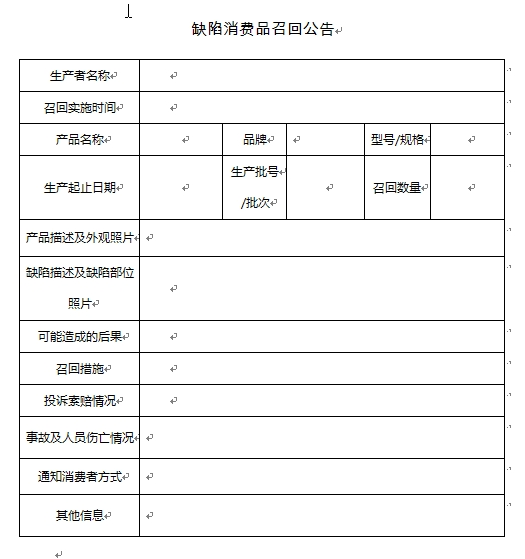 缺陷消费品召回公告
生产者名称
召回实施时间
产品名称 品牌 型号/规格
生产起止日期 生产批号 召回数量
/批次
产品描述及外观照片
缺陷描述及缺陷部位
照片
可能造成的后果
召回措施
投诉索赔情况
事故及人员伤亡情况
通知消费者方式
其他信息